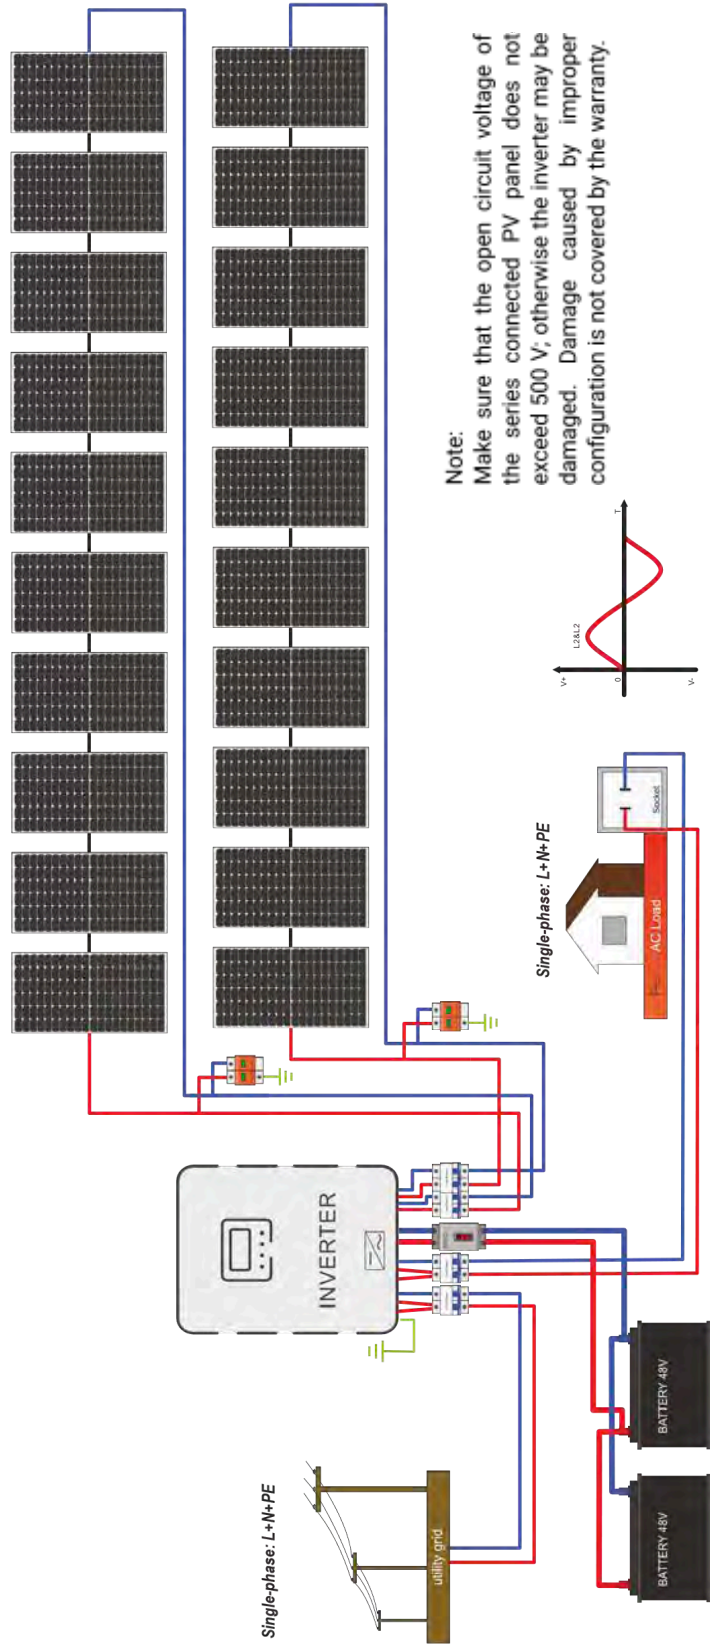 Note:
Make sure that the open circuit voltage of
the series connected PV panel does not
exceed 500 V; otherwise the inverter may be
damaged. Damage caused by improper
configuration is not covered by the warranty.
Single-phase: L+N+PE
utility grid
INVERTER
BATTERY 48V
BATTERY 48V
Single-phase: L+N+PE
AC Load
Socket
V+
L2&L2
0
T
V-